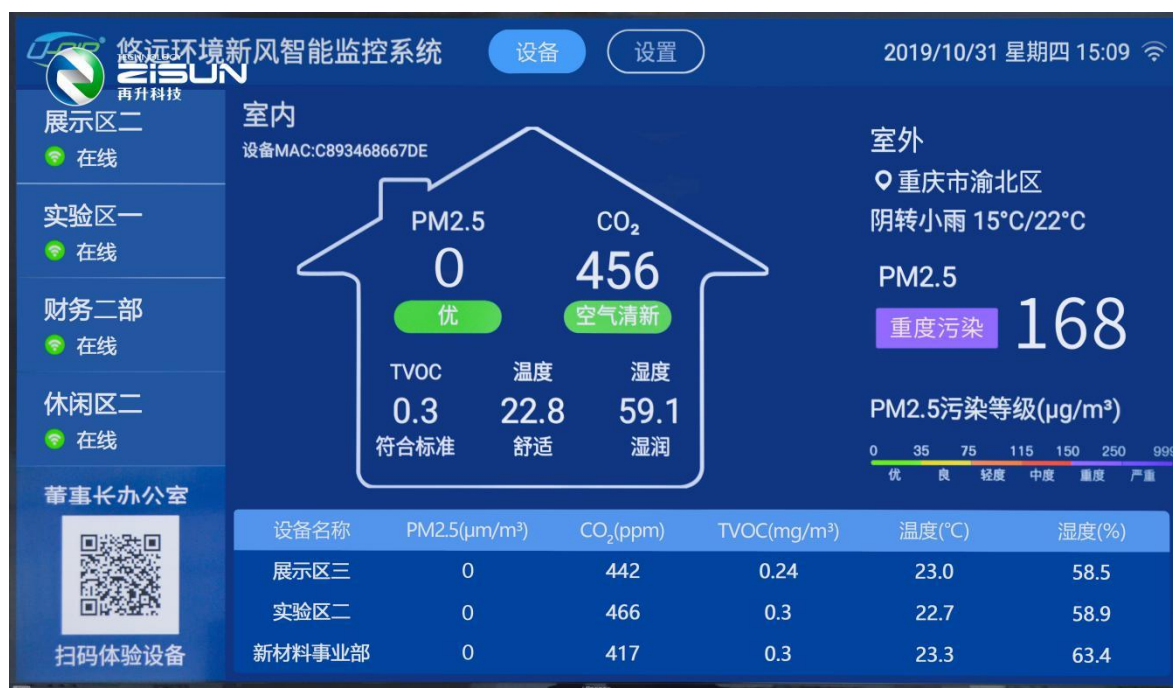 U-AIR 悠远环境新风智能监控系统
设备
设置
2019/10/31 星期四 15:09
TECHNOLOGY
ZISUN
再升科技
展示区二
在线
实验区一
在线
财务二部
在线
休闲区二
在线
董事长办公室
扫码体验设备
室内
设备MAC:C893468667DE
PM2.5 CO₂
0 456
优 空气清新
TVOC 温度 湿度
0.3 22.8 59.1
符合标准 舒适 湿润
室外
重庆市渝北区
阴转小雨 15°C/22°C
PM2.5
重度污染 168
PM2.5污染等级(μg/m³)
0 35 75 115 150 250 999
优 良 轻度 中度 重度 严重
设备名称 PM2.5(μm/m³) CO₂(ppm) TVOC(mg/m³) 温度(℃) 湿度(%)
展示区三 0 442 0.24 23.0 58.5
实验区二 0 466 0.3 22.7 58.9
新材料事业部 0 417 0.3 23.3 63.4